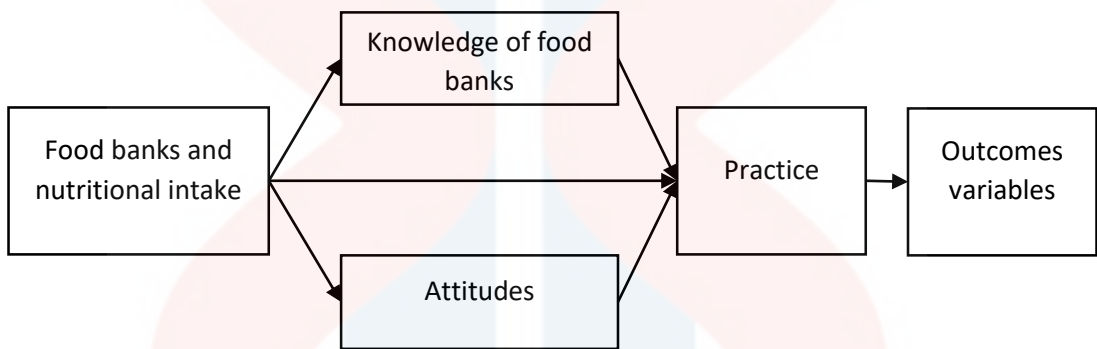 Knowledge of food
banks
Food banks and
nutritional intake
Practice
Outcomes
variables
Attitudes